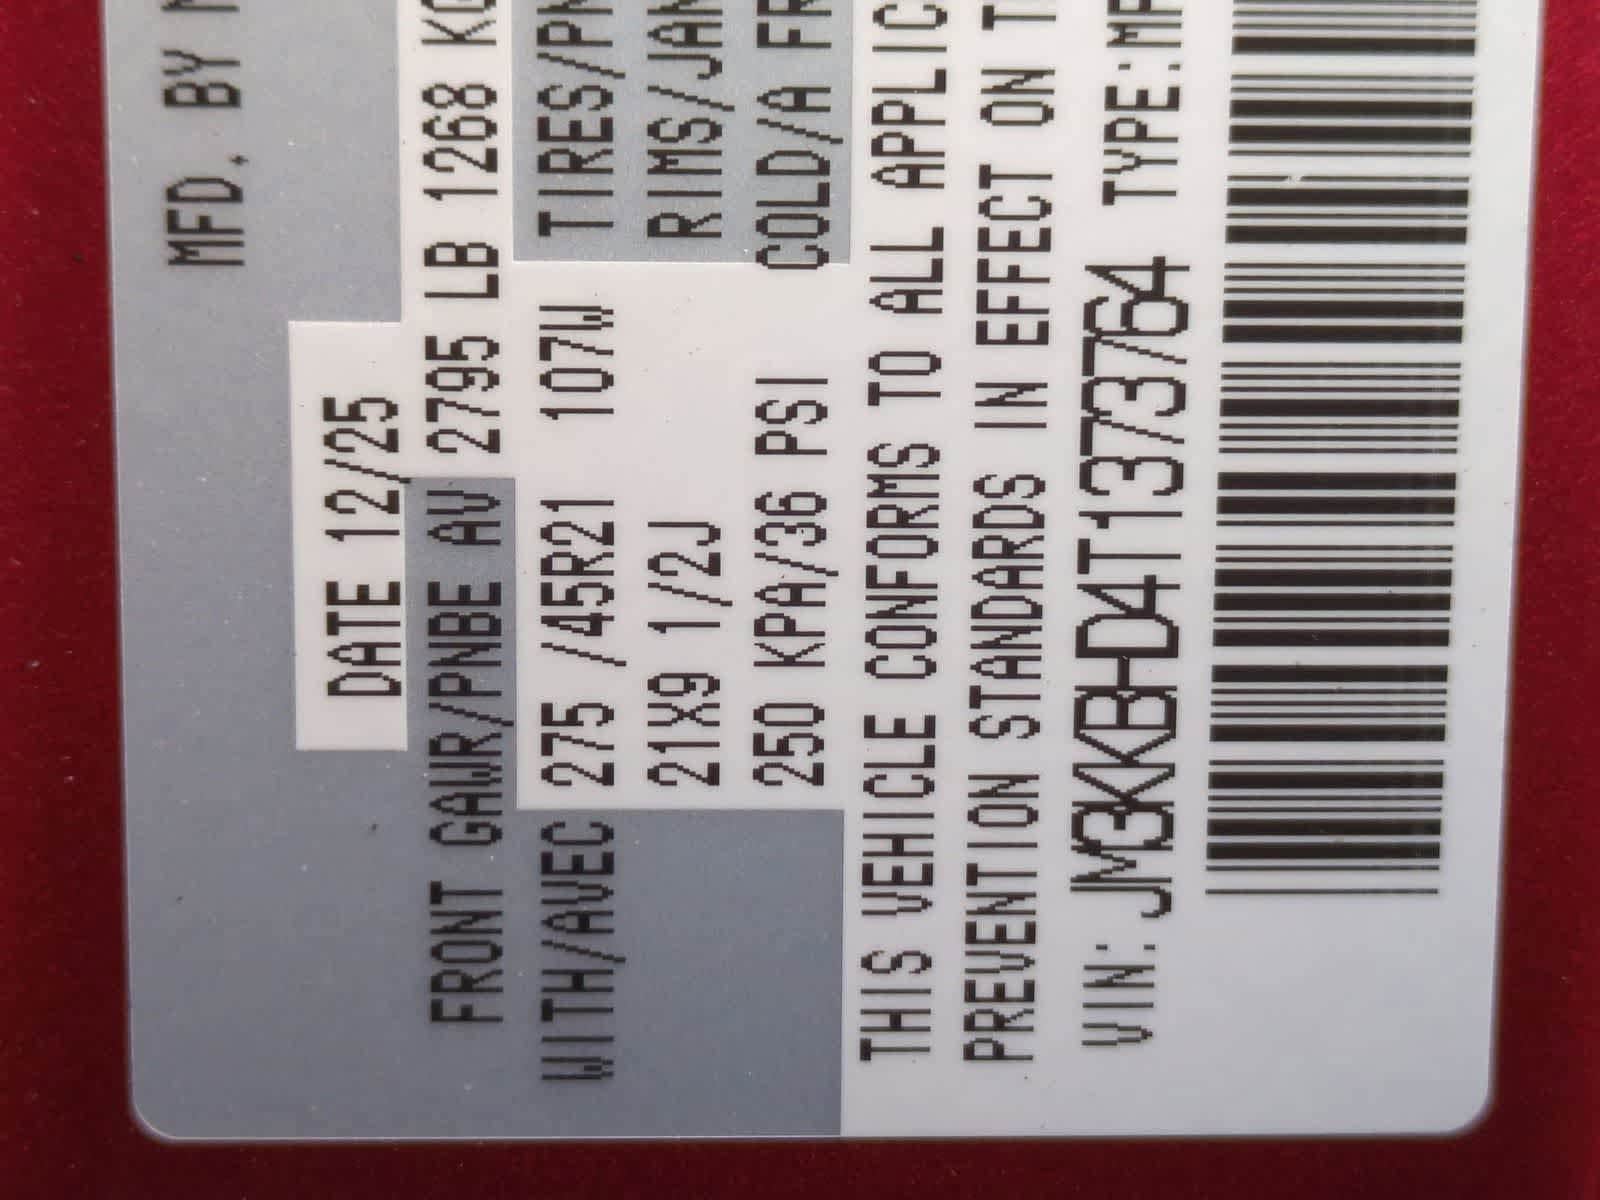 MFD. BY
DATE 12/25
FRONT GAWR/PNBE AV 2795 LB 1268 KG
WITH/AVEC 275 /45R21 107W TIRES/PN
21X9 1/2J RIMS/JAN
250 KPA/36 PSI COLD/A FR
THIS VEHICLE CONFORMS TO ALL APPLIC
PREVENTION STANDARDS IN EFFECT ON T
VIN: JM3KKBHD4T1373764 TYPE:MP